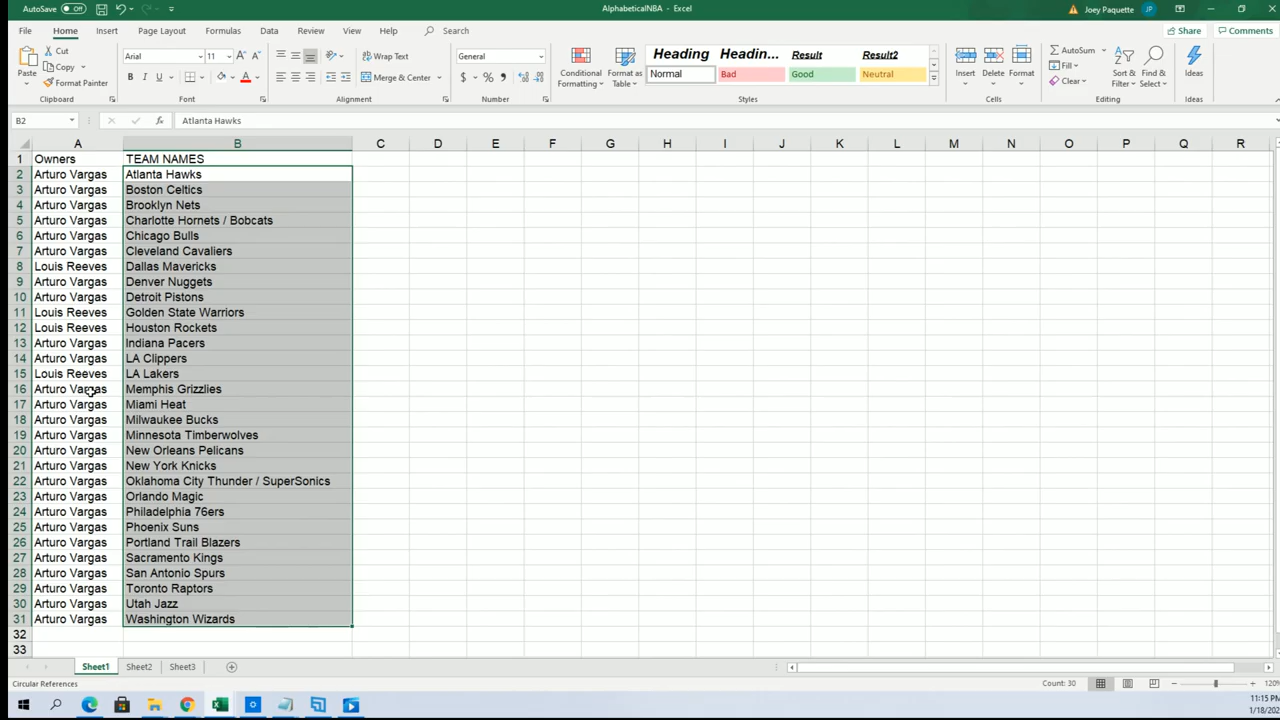 AutoSave Off AlphabeticalNBA - Excel Joey Paquette JP
File Home Insert Page Layout Formulas Data Review View Help Search Share Comments
Paste Cut Copy Format Painter Arial 11 Wrap Text Merge & Center General Conditional Formatting Format as Table Heading Headin... Result Result2 Normal Bad Good Neutral Insert Delete Format AutoSum Fill Clear Sort & Filter Find & Select Ideas
Clipboard Font Alignment Number Styles Cells Editing Ideas
B2 fx Atlanta Hawks
A B C D E F G H I J K L M N O P Q R
1 Owners TEAM NAMES
2 Arturo Vargas Atlanta Hawks
3 Arturo Vargas Boston Celtics
4 Arturo Vargas Brooklyn Nets
5 Arturo Vargas Charlotte Hornets / Bobcats
6 Arturo Vargas Chicago Bulls
7 Arturo Vargas Cleveland Cavaliers
8 Louis Reeves Dallas Mavericks
9 Arturo Vargas Denver Nuggets
10 Arturo Vargas Detroit Pistons
11 Louis Reeves Golden State Warriors
12 Louis Reeves Houston Rockets
13 Arturo Vargas Indiana Pacers
14 Arturo Vargas LA Clippers
15 Louis Reeves LA Lakers
16 Arturo Vargas Memphis Grizzlies
17 Arturo Vargas Miami Heat
18 Arturo Vargas Milwaukee Bucks
19 Arturo Vargas Minnesota Timberwolves
20 Arturo Vargas New Orleans Pelicans
21 Arturo Vargas New York Knicks
22 Arturo Vargas Oklahoma City Thunder / SuperSonics
23 Arturo Vargas Orlando Magic
24 Arturo Vargas Philadelphia 76ers
25 Arturo Vargas Phoenix Suns
26 Arturo Vargas Portland Trail Blazers
27 Arturo Vargas Sacramento Kings
28 Arturo Vargas San Antonio Spurs
29 Arturo Vargas Toronto Raptors
30 Arturo Vargas Utah Jazz
31 Arturo Vargas Washington Wizards
32
33
Sheet1 Sheet2 Sheet3
Circular References Count: 30 120%
11:15 PM
1/18/202